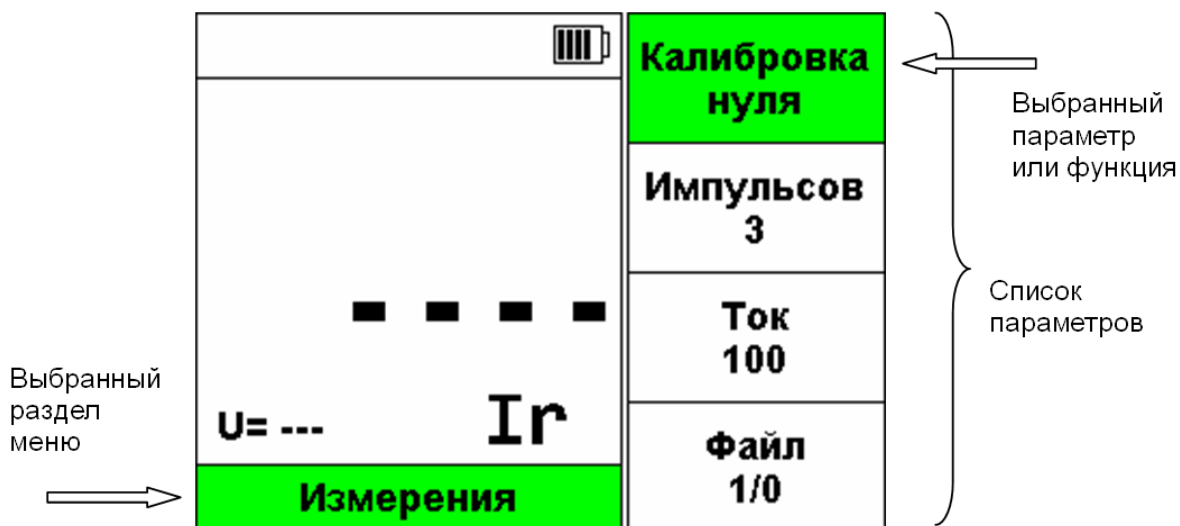 Калибровка
нуля
Импульсов
3
Ток
100
Файл
1/0
- - - -
U= ---
Ir
Измерения
Выбранный
раздел
меню
Выбранный
параметр
или функция
Список
параметров